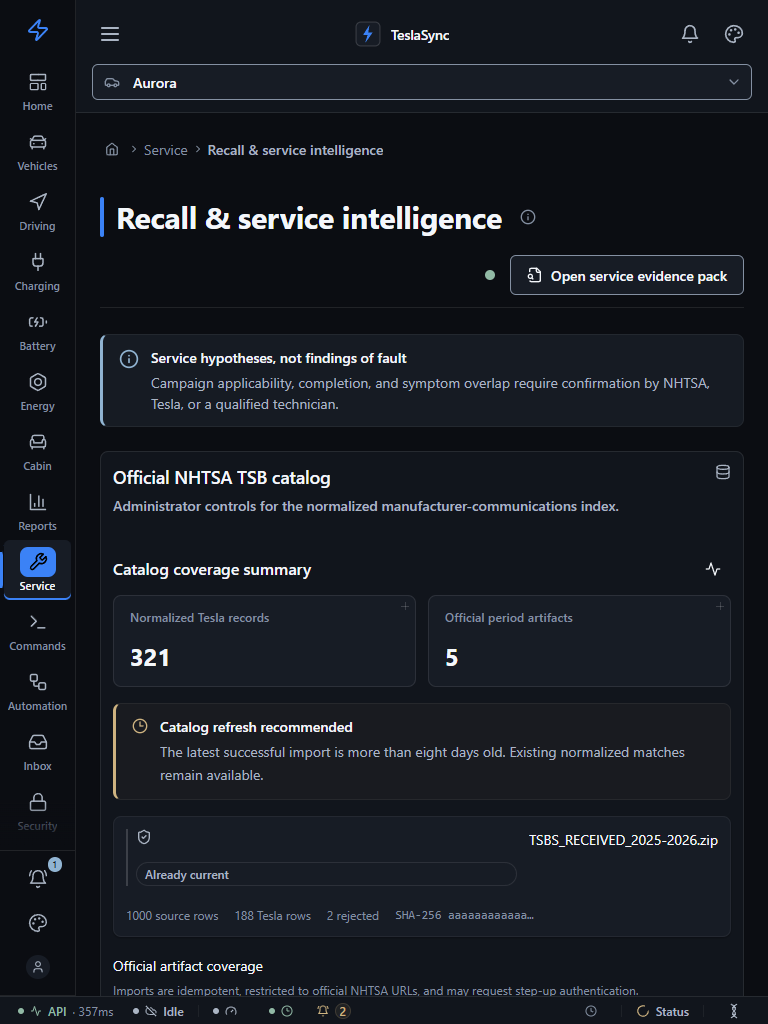 TeslaSync
Aurora
Home
Vehicles
Driving
Charging
Battery
Energy
Cabin
Reports
Service
Commands
Automation
Inbox
Security
1
Service
Recall & service intelligence
Recall & service intelligence
Open service evidence pack
Service hypotheses, not findings of fault
Campaign applicability, completion, and symptom overlap require confirmation by NHTSA,
Tesla, or a qualified technician.
Official NHTSA TSB catalog
Administrator controls for the normalized manufacturer-communications index.
Catalog coverage summary
Normalized Tesla records
321
Official period artifacts
5
Catalog refresh recommended
The latest successful import is more than eight days old. Existing normalized matches
remain available.
TSBS_RECEIVED_2025-2026.zip
Already current
1000 source rows 188 Tesla rows 2 rejected SHA-256 aaaaaaaaaaaa…
Official artifact coverage
Imports are idempotent, restricted to official NHTSA URLs, and may request step-up authentication.
API · 357ms Idle 2 Status